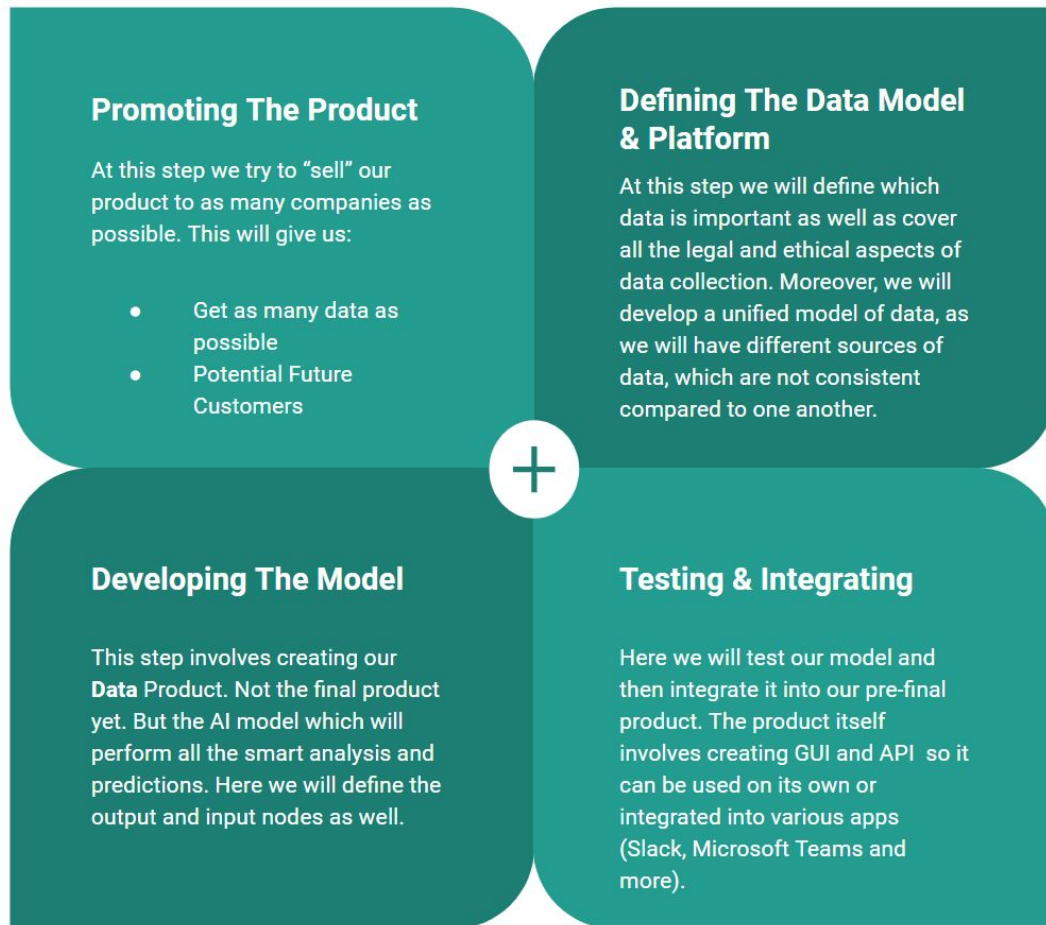 Promoting The Product
At this step we try to “sell” our
product to as many companies as
possible. This will give us:
● Get as many data as
possible
● Potential Future
Customers
Defining The Data Model
& Platform
At this step we will define which
data is important as well as cover
all the legal and ethical aspects of
data collection. Moreover, we will
develop a unified model of data, as
we will have different sources of
data, which are not consistent
compared to one another.
Developing The Model
This step involves creating our
Data Product. Not the final product
yet. But the AI model which will
perform all the smart analysis and
predictions. Here we will define the
output and input nodes as well.
Testing & Integrating
Here we will test our model and
then integrate it into our pre-final
product. The product itself
involves creating GUI and API  so it
can be used on its own or
integrated into various apps
(Slack, Microsoft Teams and
more).